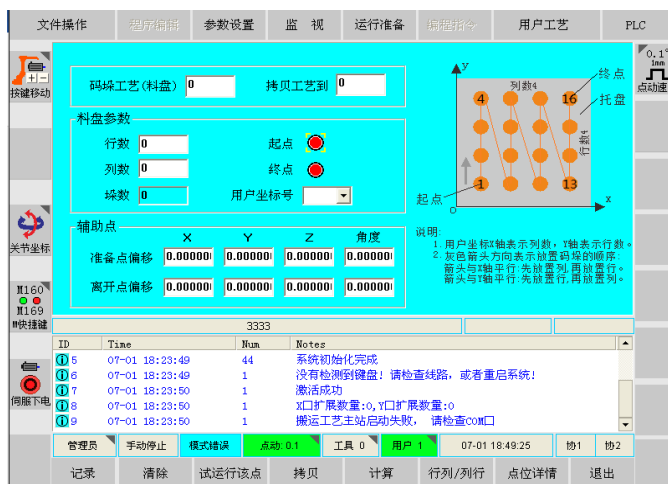 文件操作 程序编辑 参数设置 监 视 运行准备 编程指令 用户工艺 PLC
按键移动
关节坐标
M160
M169
M快捷键
伺服下电
0.1°
1mm
点动速
码垛工艺(料盘) 0 拷贝工艺到 0
料盘参数
行数 0 起点
列数 0 终点
垛数 0 用户坐标号
辅助点
X Y Z 角度
准备点偏移 0.00000 0.00000 0.00000 0.00000
离开点偏移 0.00000 0.00000 0.00000 0.00000
y
列数4
终点
4 16
托盘
行数4
起点
1 13
o x
说明:
1.用户坐标X轴表示列数，Y轴表示行数。
2.灰色箭头方向表示放置码垛的顺序:
箭头与X轴平行:先放置列,再放置行。
箭头与Y轴平行:先放置行,再放置列。
3333
ID Time Num Notes
5 07-01 18:23:49 44 系统初始化完成
6 07-01 18:23:49 1 没有检测到键盘！请检查线路，或者重启系统！
7 07-01 18:23:50 1 激活成功
8 07-01 18:23:50 1 X口扩展数量:0,Y口扩展数量:0
9 07-01 18:23:50 1 搬运工艺主站启动失败， 请检查COM口
管理员 手动停止 模式错误 点动: 0.1 工具 0 用户 1 07-01 18:49:25 协1 协2
记录 清除 试运行该点 拷贝 计算 行列/列行 点位详情 退出